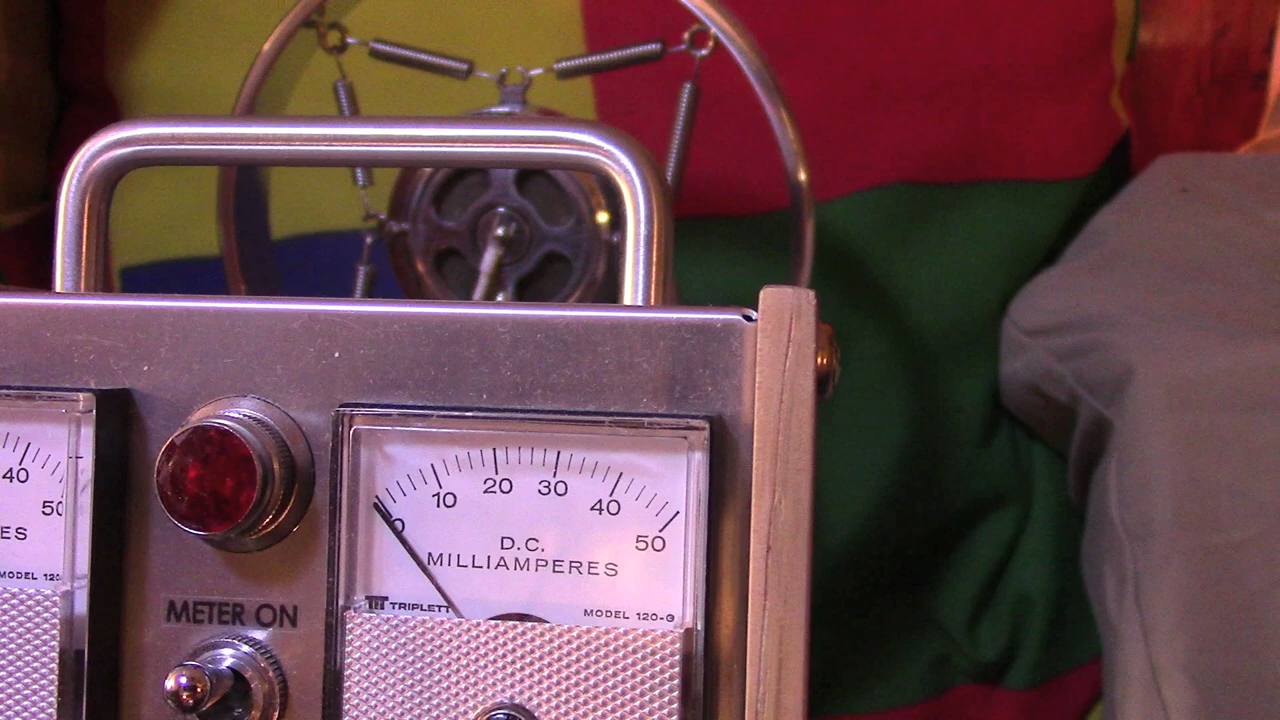 40
50
ES
MODEL 120
METER ON
0 10 20 30 40 50
D.C.
MILLIAMPERES
TRIPLETT
MODEL 120-G